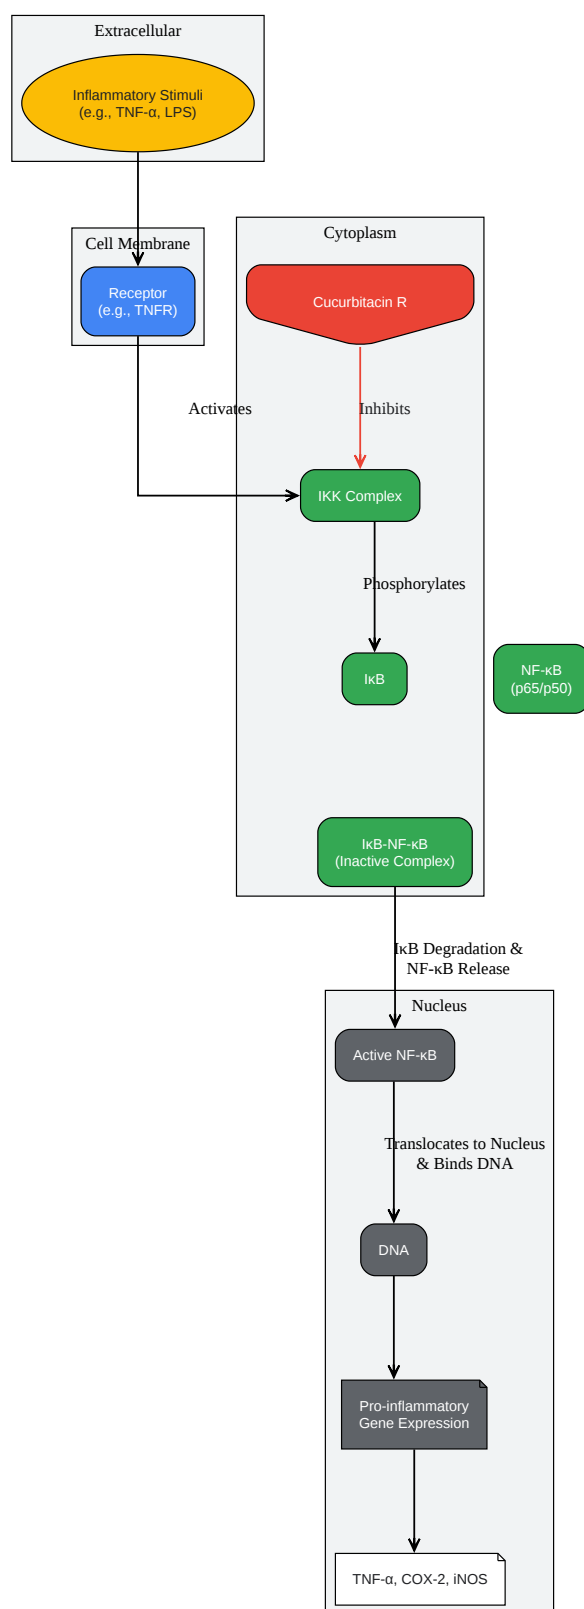 Extracellular
Inflammatory Stimuli
(e.g., TNF-α, LPS)
Cell Membrane
Receptor
(e.g., TNFR)
Cytoplasm
Cucurbitacin R
Activates
Inhibits
IKK Complex
Phosphorylates
IκB
NF-κB
(p65/p50)
IκB-NF-κB
(Inactive Complex)
IκB Degradation &
NF-κB Release
Nucleus
Active NF-κB
Translocates to Nucleus
& Binds DNA
DNA
Pro-inflammatory
Gene Expression
TNF-α, COX-2, iNOS